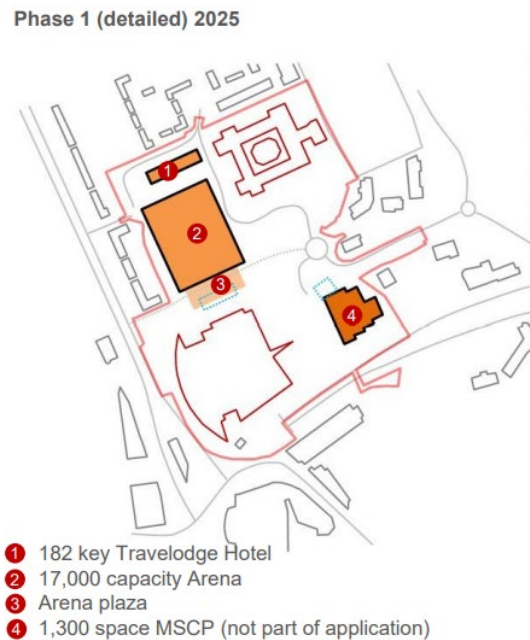 Phase 1 (detailed) 2025
1
2
3
4
1 182 key Travelodge Hotel
2 17,000 capacity Arena
3 Arena plaza
4 1,300 space MSCP (not part of application)